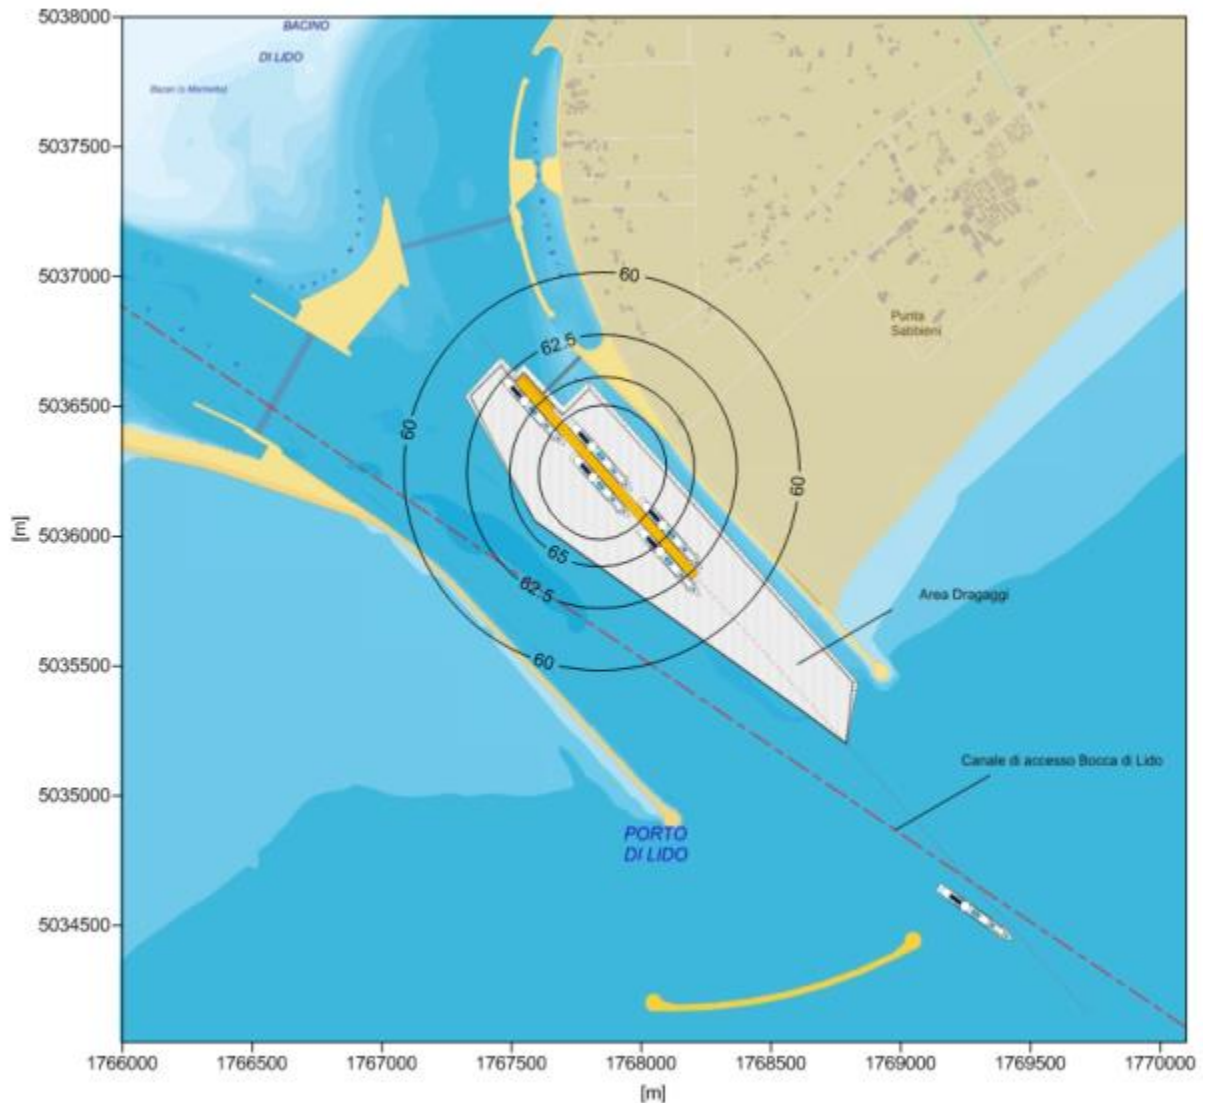 5038000
BACINO
DI LIDO
5037500
5037000
60
Punta
Sabbioni
62.5
5036500
60
60
[m]
5036000
65
62.5
Area Dragaggi
60
5035500
Canale di accesso Bocca di Lido
5035000
PORTO
DI LIDO
5034500
1766000 1766500 1767000 1767500 1768000 1768500 1769000 1769500 1770000
[m]